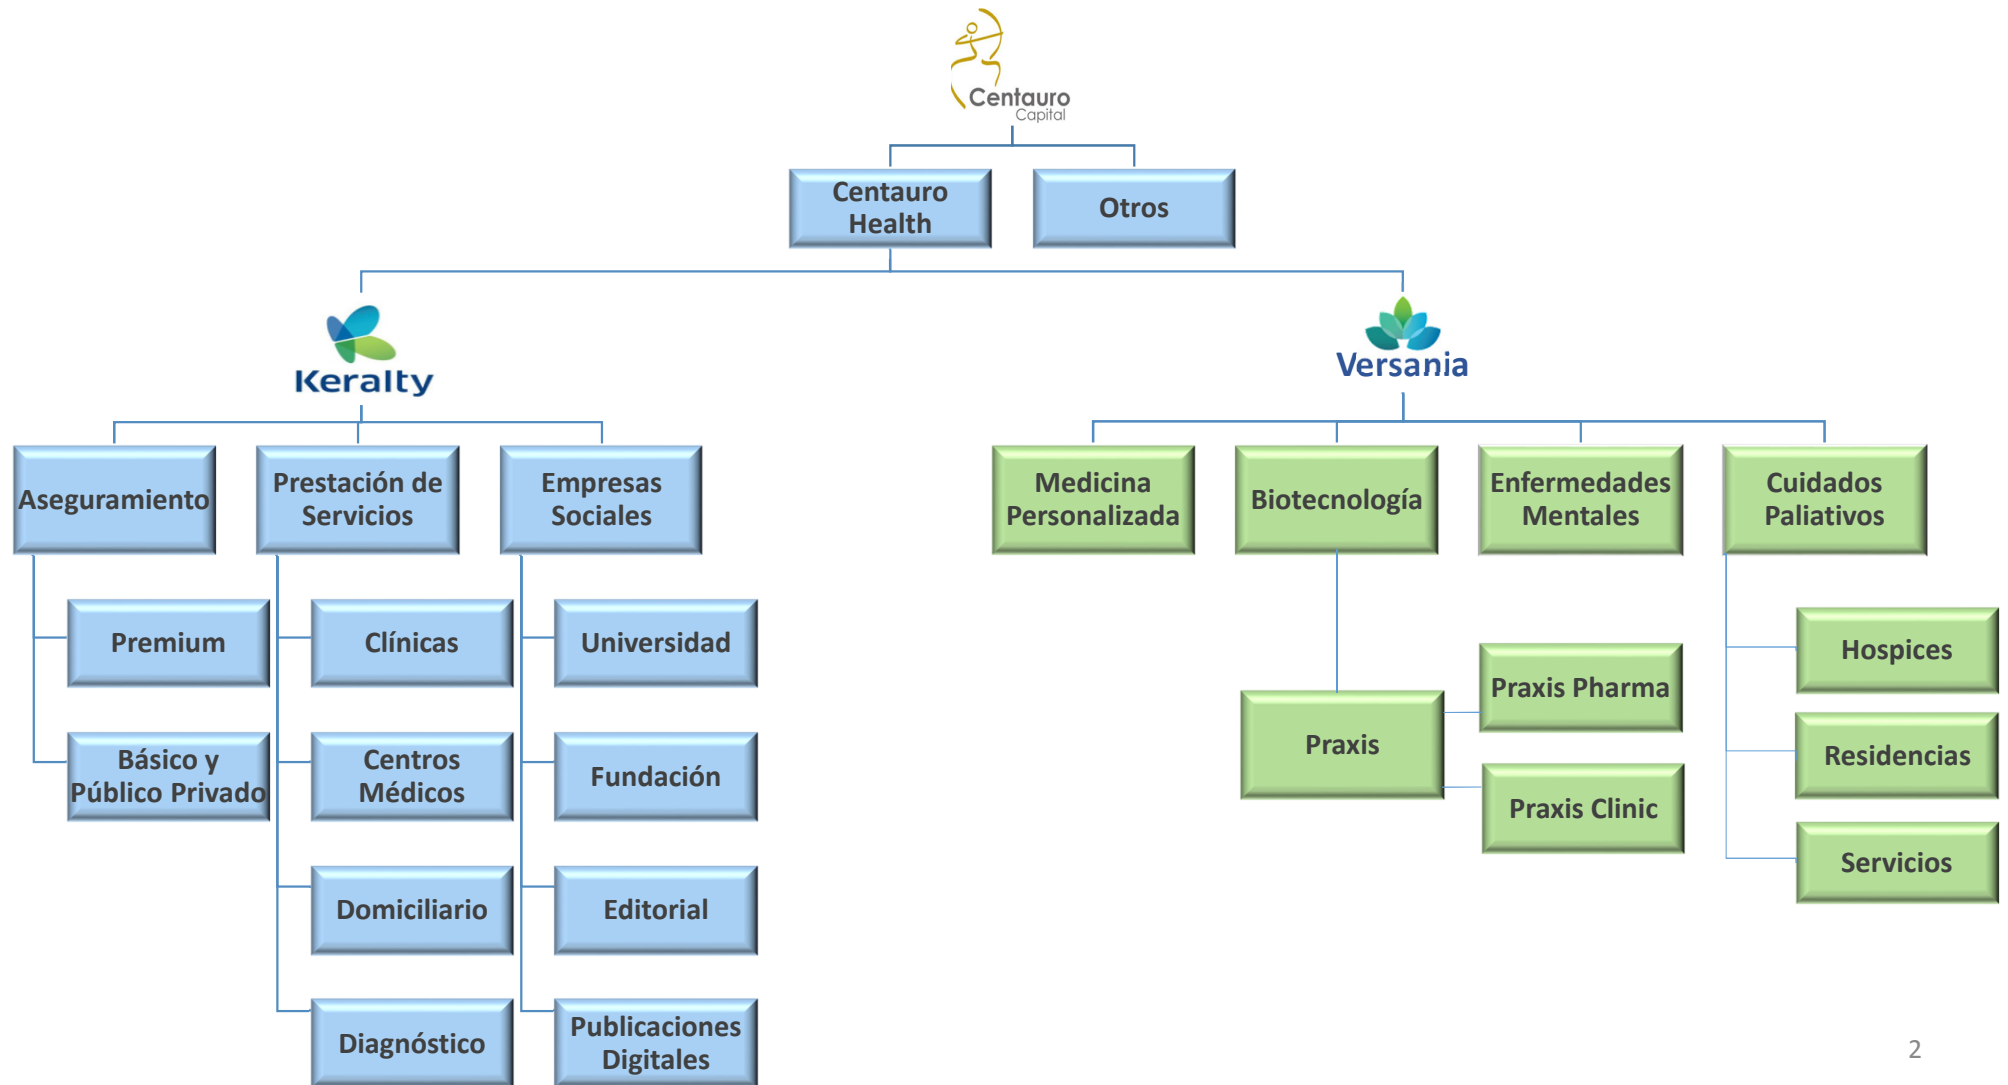 Centauro
Capital
Centauro
Health
Otros
Keralty
Versania
Aseguramiento
Prestación de
Servicios
Empresas
Sociales
Medicina
Personalizada
Biotecnología
Enfermedades
Mentales
Cuidados
Paliativos
Premium
Clínicas
Universidad
Hospices
Praxis Pharma
Básico y
Público Privado
Centros
Médicos
Fundación
Praxis
Residencias
Praxis Clinic
Servicios
Domiciliario
Editorial
Diagnóstico
Publicaciones
Digitales
2